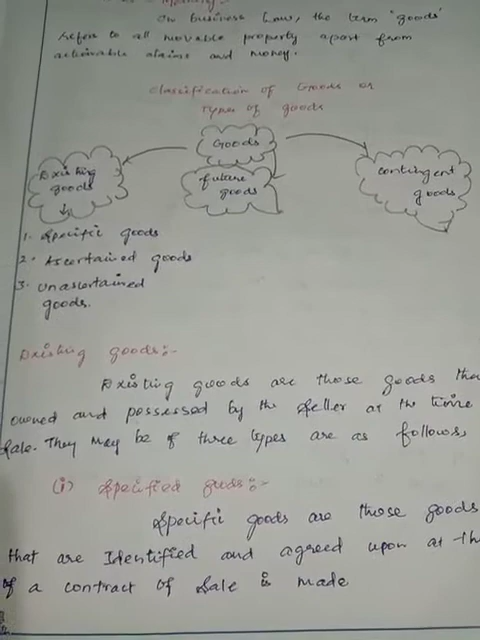 On Business Law, the term 'goods'
refers to all movable property apart from
actionable claims and money.
Classification of Goods or
Types of goods
Goods
Existing
goods
future
goods
contingent
goods
1. Specific goods
2. Ascertained goods
3. Unascertained
goods.
Existing goods:-
Existing goods are those goods tha
owned and possessed by the seller at the time
Sale. They may be of three types are as follows,
(i) Specified goods:-
Specific goods are those goods
that are Identified and agreed upon at th
of a contract of Sale is made